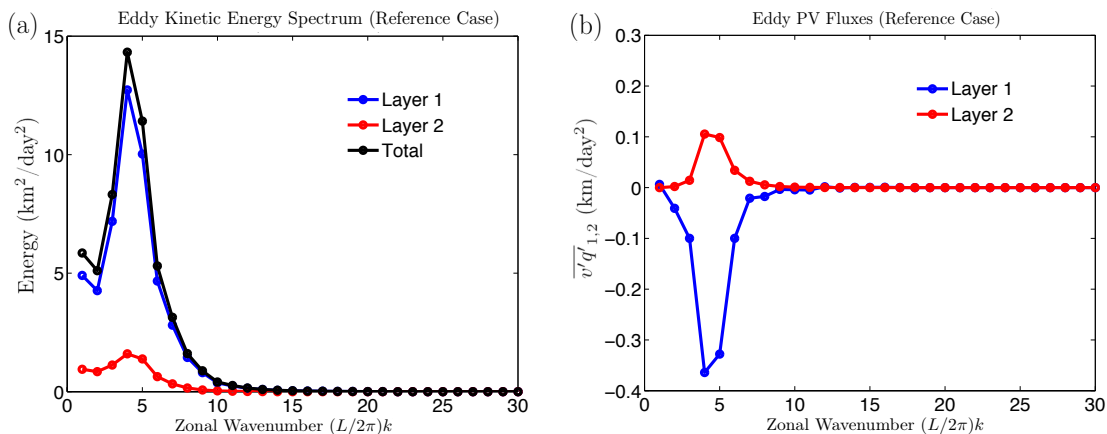 (a)
Eddy Kinetic Energy Spectrum (Reference Case)
15
10
5
0
Energy (km²/day²)
Layer 1
Layer 2
Total
0 5 10 15 20 25 30
Zonal Wavenumber (L/2π)k
(b)
Eddy PV Fluxes (Reference Case)
0.3
0.2
0.1
0
−0.1
−0.2
−0.3
−0.4
v′q′1,2 (km/day²)
Layer 1
Layer 2
0 5 10 15 20 25 30
Zonal Wavenumber (L/2π)k